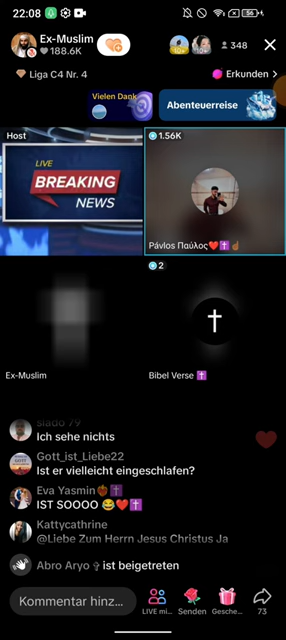 22:08
56
Ex-Muslim
188.6K
348
Liga C4 Nr. 4
Erkunden >
Vielen Dank
Abenteuerreise
Host
1.56K
LIVE
BREAKING
NEWS
Pávlos Παύλος❤️✝️☝🏾
2
Ex-Muslim
Bibel Verse ✝️
Ich sehe nichts
Gott_ist_Liebe22
Ist er vielleicht eingeschlafen?
Eva Yasmin
IST SOOOO 😂❤️✝️
Kattycathrine
@Liebe Zum Herrn Jesus Christus Ja
Abro Aryo ✞ ist beigetreten
Kommentar hinz...
LIVE mi...
Senden
Gesche...
73